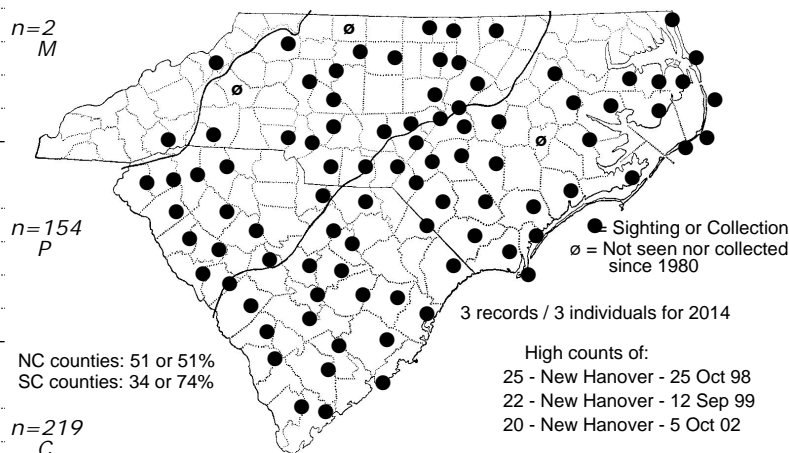 n=2
M
n=154
P
● = Sighting or Collection
ø = Not seen nor collected
since 1980
3 records / 3 individuals for 2014
NC counties: 51 or 51%
SC counties: 34 or 74%
High counts of:
25 - New Hanover - 25 Oct 98
22 - New Hanover - 12 Sep 99
20 - New Hanover - 5 Oct 02
n=219
C